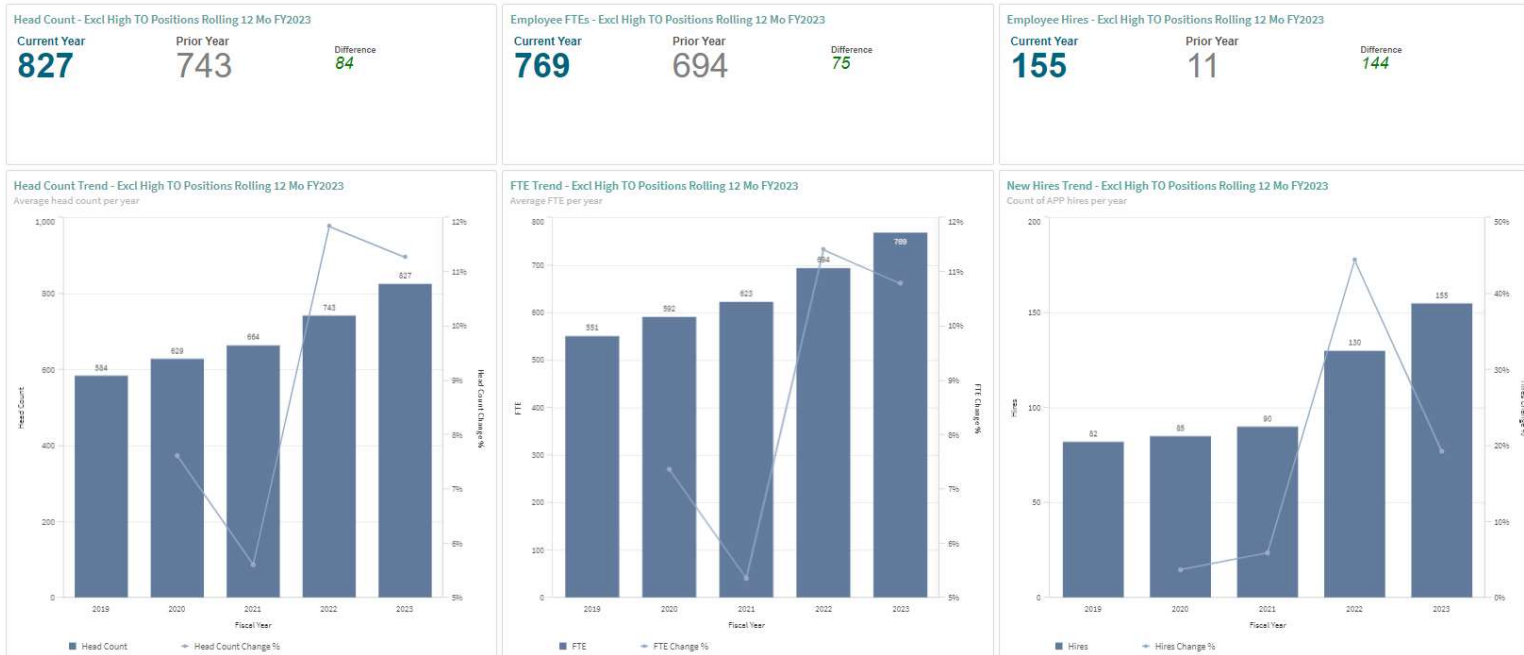 Head Count - Excl High TO Positions Rolling 12 Mo FY2023
Current Year
827
Prior Year
743
Difference
84
Employee FTEs - Excl High TO Positions Rolling 12 Mo FY2023
Current Year
769
Prior Year
694
Difference
75
Employee Hires - Excl High TO Positions Rolling 12 Mo FY2023
Current Year
155
Prior Year
11
Difference
144
Head Count Trend - Excl High TO Positions Rolling 12 Mo FY2023
Average head count per year
1,000
800
600
400
200
0
Head Count
584
629
664
743
827
12%
11%
10%
9%
8%
7%
6%
5%
Head Count Change %
2019
2020
2021
2022
2023
Fiscal Year
Head Count
Head Count Change %
FTE Trend - Excl High TO Positions Rolling 12 Mo FY2023
Average FTE per year
800
700
600
500
400
300
200
100
0
FTE
551
592
623
694
769
12%
11%
10%
9%
8%
7%
6%
5%
FTE Change %
2019
2020
2021
2022
2023
Fiscal Year
FTE
FTE Change %
New Hires Trend - Excl High TO Positions Rolling 12 Mo FY2023
Count of APP hires per year
200
150
100
50
0
Hires
82
85
90
130
155
50%
40%
30%
20%
10%
0%
Hires Change %
2019
2020
2021
2022
2023
Fiscal Year
Hires
Hires Change %